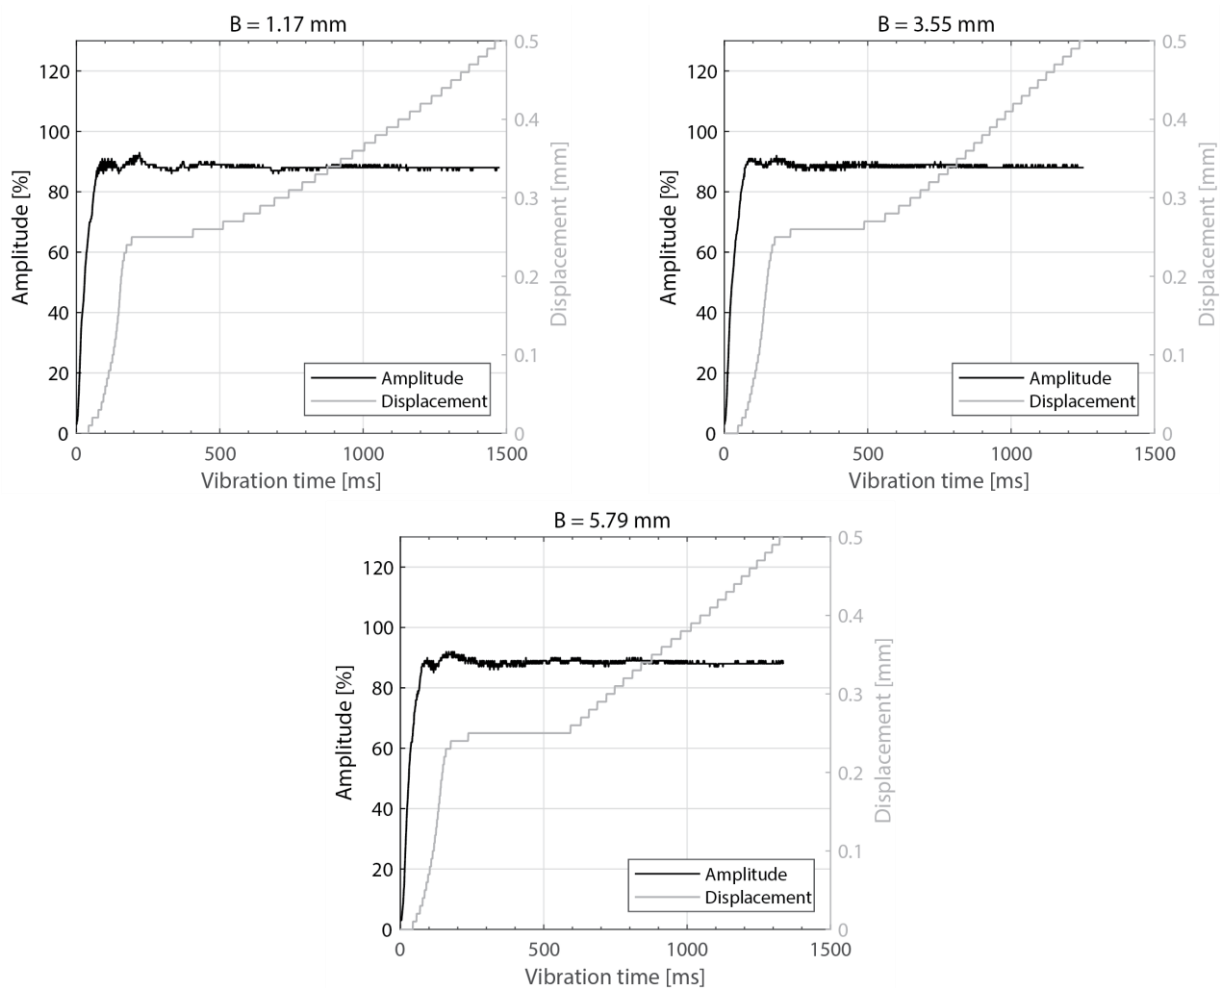 B = 1.17 mm
120
100
80
60
40
20
0
Amplitude [%]
0.5
0.4
0.3
0.2
0.1
0
Displacement [mm]
Amplitude
Displacement
0 500 1000 1500
Vibration time [ms]
B = 3.55 mm
120
100
80
60
40
20
0
Amplitude [%]
0.5
0.4
0.3
0.2
0.1
0
Displacement [mm]
Amplitude
Displacement
0 500 1000 1500
Vibration time [ms]
B = 5.79 mm
120
100
80
60
40
20
0
Amplitude [%]
0.5
0.4
0.3
0.2
0.1
0
Displacement [mm]
Amplitude
Displacement
0 500 1000 1500
Vibration time [ms]